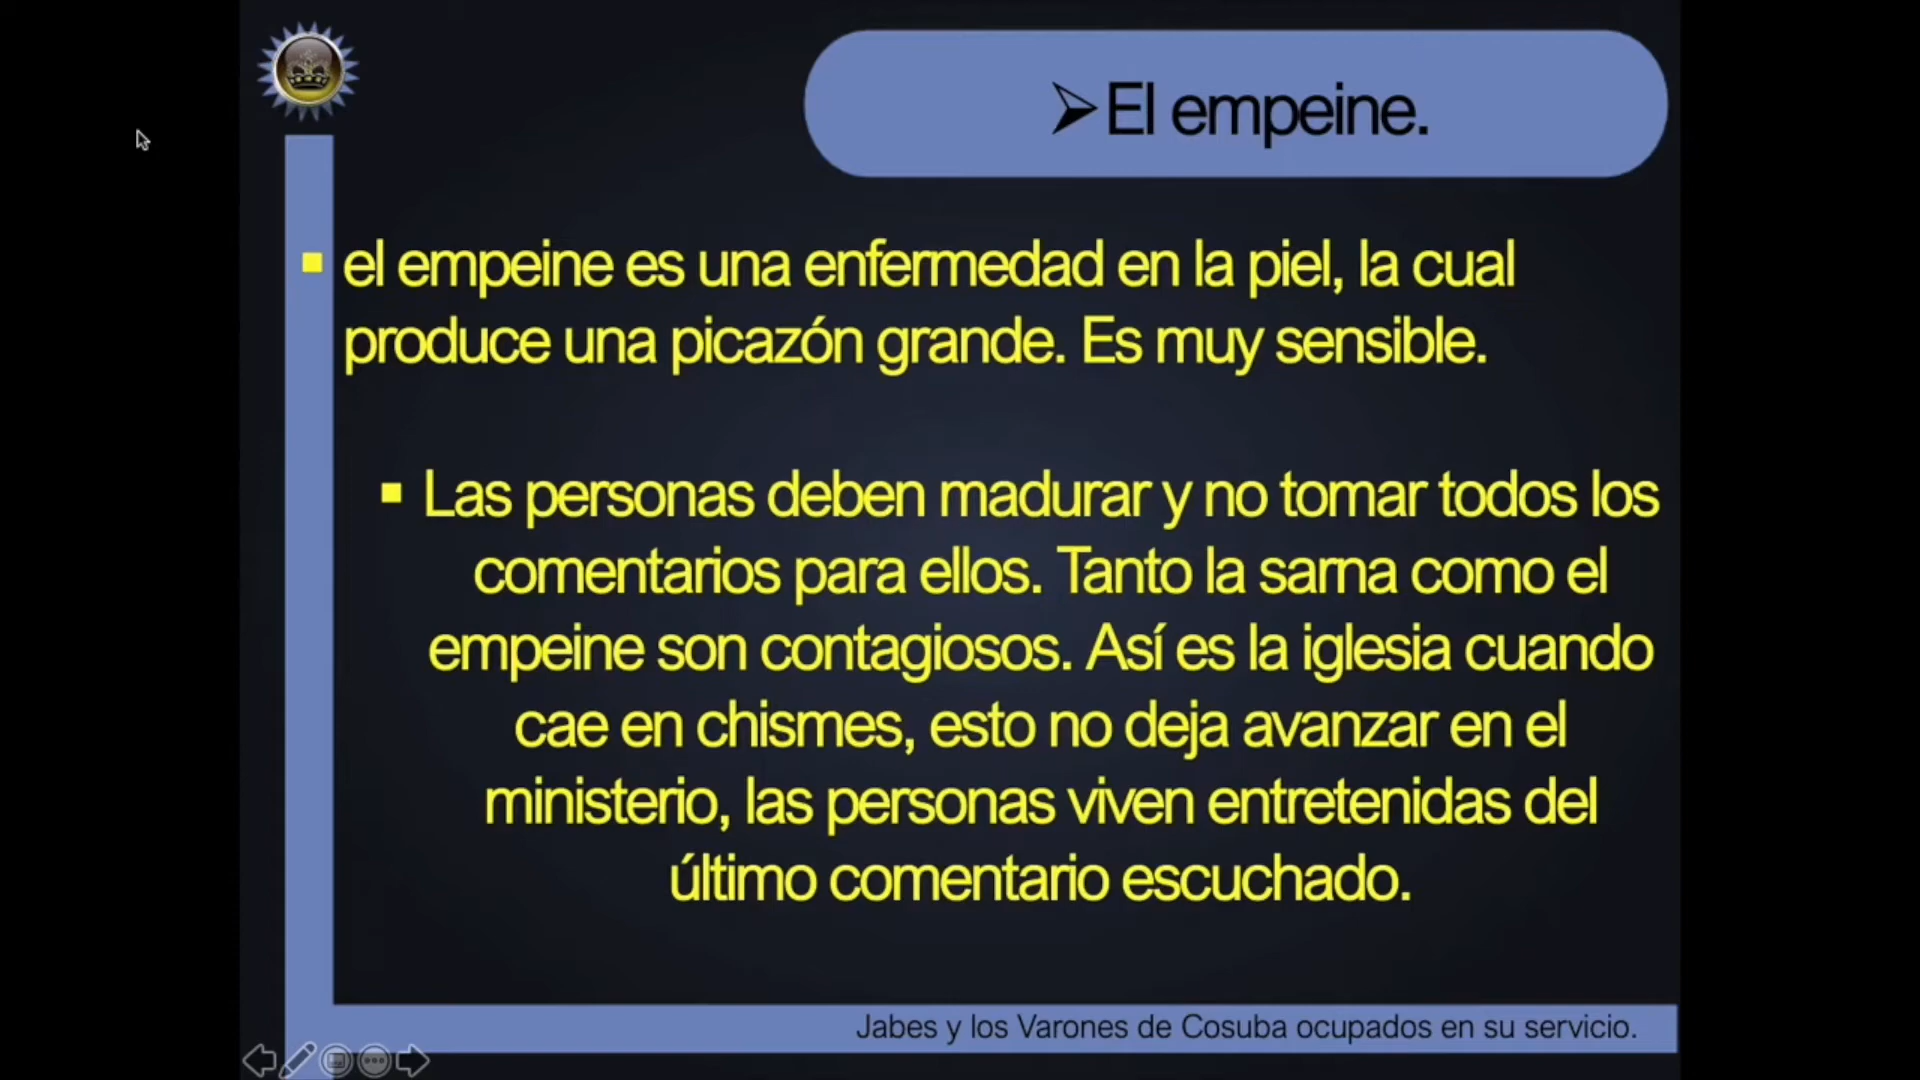 ➢El empeine.
▪ el empeine es una enfermedad en la piel, la cual
produce una picazón grande. Es muy sensible.
▪ Las personas deben madurar y no tomar todos los
comentarios para ellos. Tanto la sarna como el
empeine son contagiosos. Así es la iglesia cuando
cae en chismes, esto no deja avanzar en el
ministerio, las personas viven entretenidas del
último comentario escuchado.
Jabes y los Varones de Cosuba ocupados en su servicio.